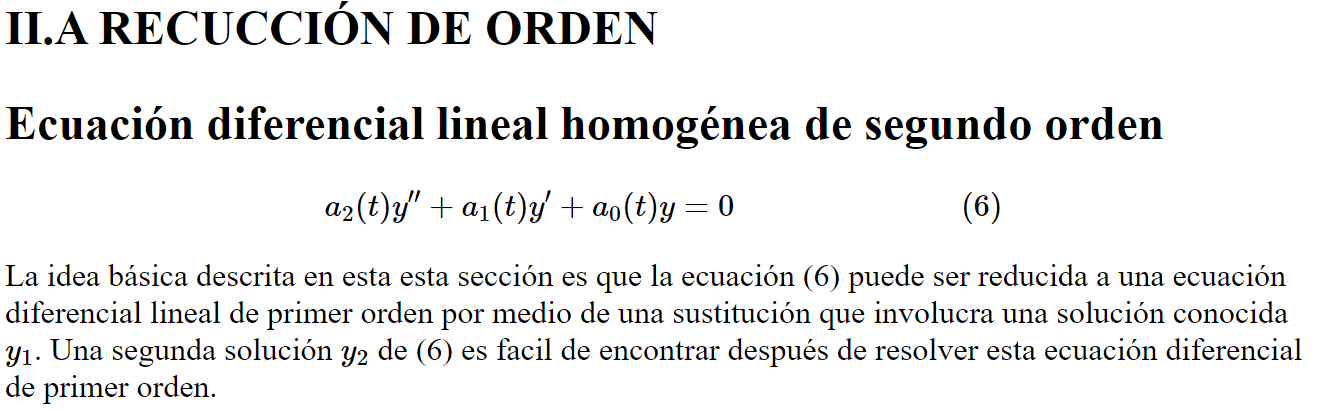 II.A RECUCCIÓN DE ORDEN
Ecuación diferencial lineal homogénea de segundo orden
a₂(t)y″ + a₁(t)y′ + a₀(t)y = 0 (6)
La idea básica descrita en esta esta sección es que la ecuación (6) puede ser reducida a una ecuación
diferencial lineal de primer orden por medio de una sustitución que involucra una solución conocida
y₁. Una segunda solución y₂ de (6) es facil de encontrar después de resolver esta ecuación diferencial
de primer orden.